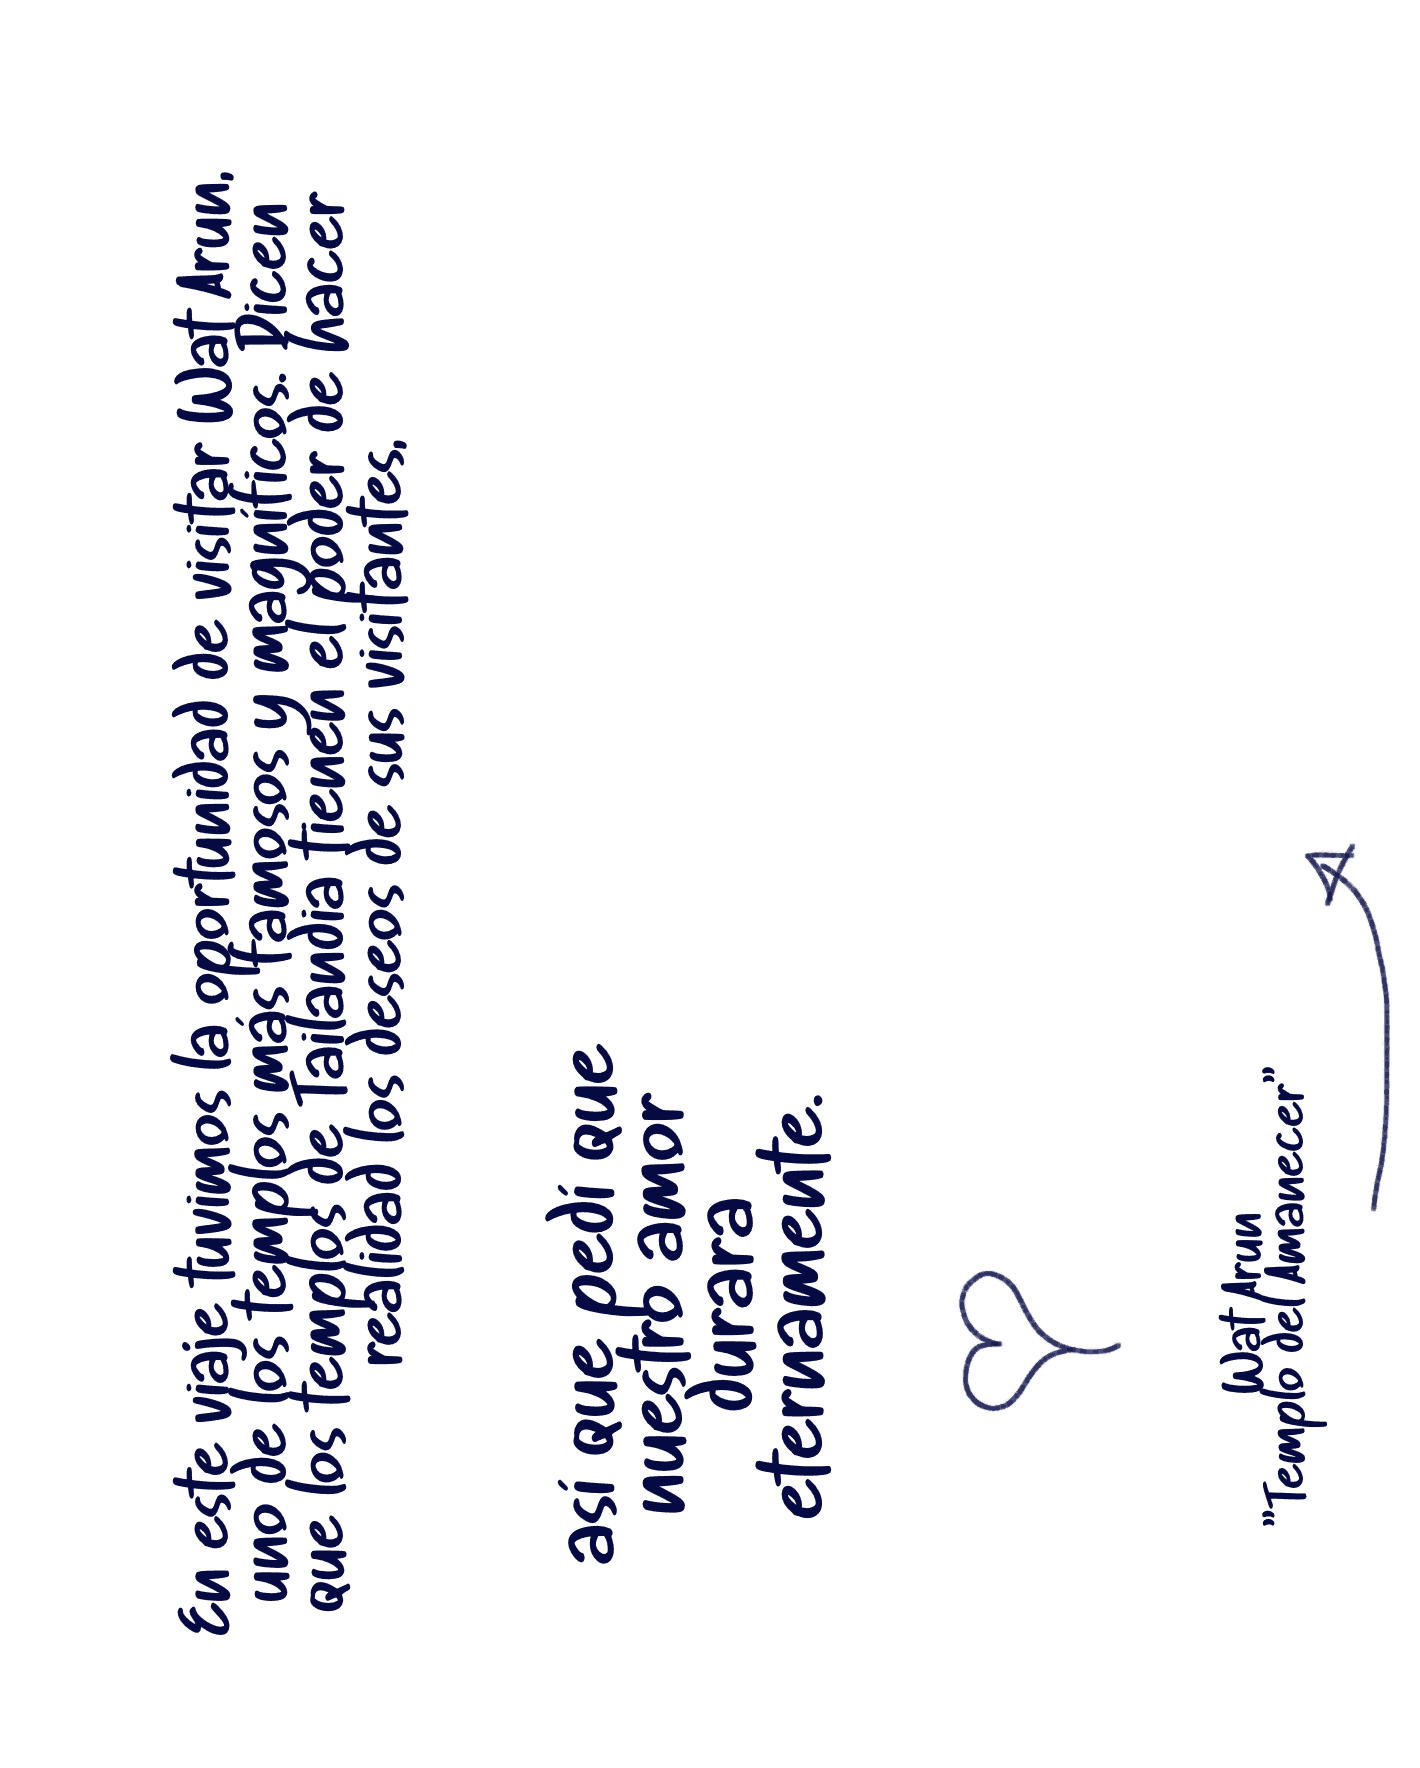 En este viaje tuvimos la oportunidad de visitar Wat Arun,
uno de los templos más famosos y magníficos. Dicen
que los templos de Tailandia tienen el poder de hacer
realidad los deseos de sus visitantes,
así que pedí que
nuestro amor
durara
eternamente.
Wat Arun
"Templo del Amanecer"